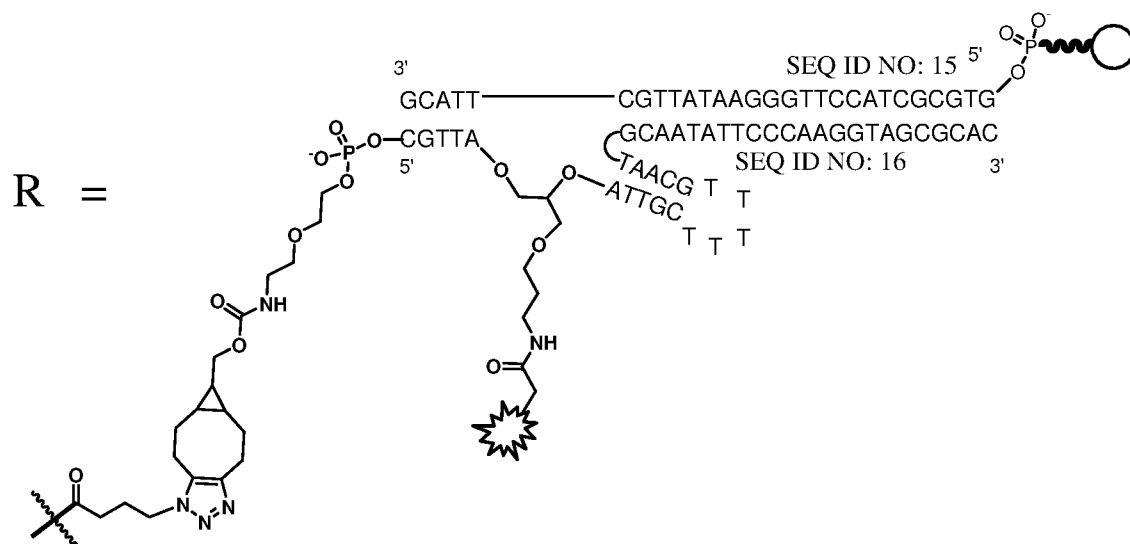 O⁻
O
P
5'
SEQ ID NO: 15
O
3'
GCATT CGTTATAAGGGTTCCATCGCGTG
GCAATATTCCCAAGGTAGCGCAC
SEQ ID NO: 16 3'
O
⁻O P O CGTTA
5'
O
TAACG T T
ATTGC T T T T
O O
R =
O
O
O
NH
O
O
NH
O
O
N N
N